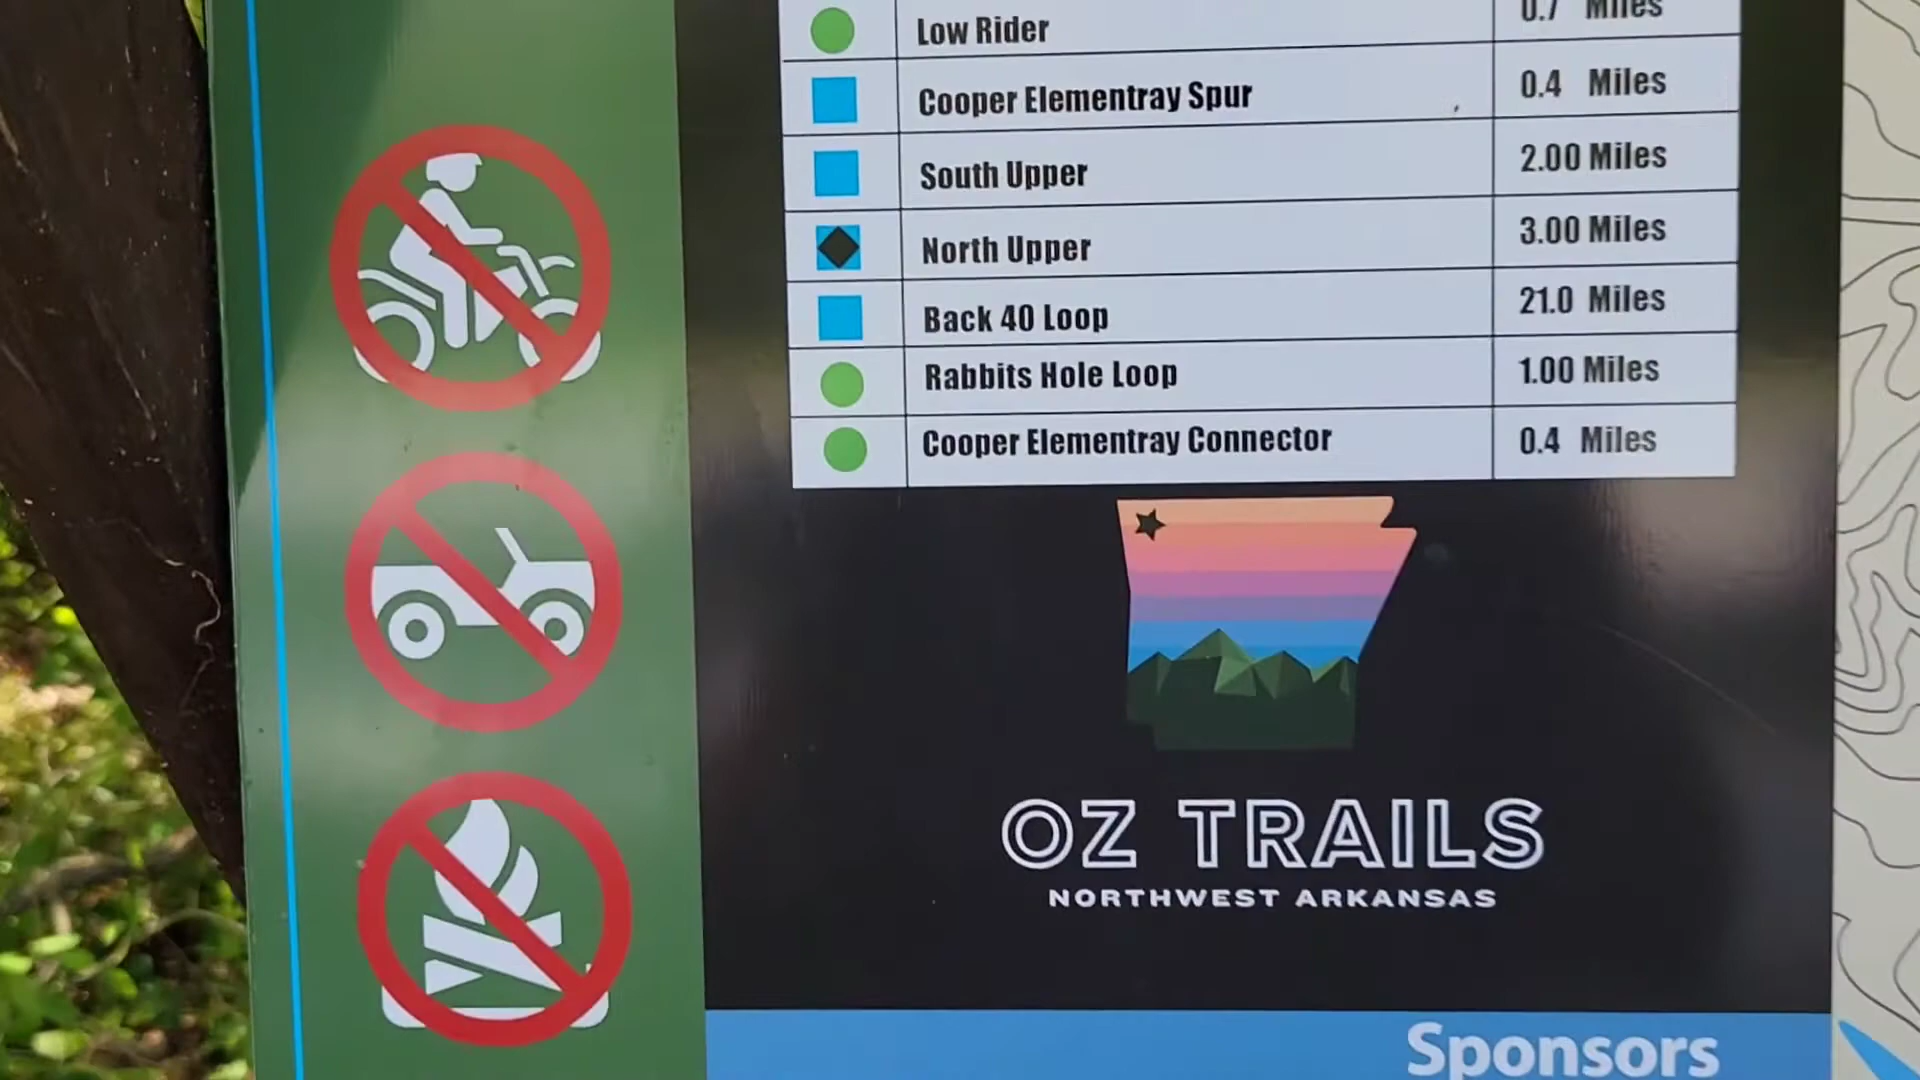 Low Rider 0.7 Miles
Cooper Elementray Spur 0.4 Miles
South Upper 2.00 Miles
North Upper 3.00 Miles
Back 40 Loop 21.0 Miles
Rabbits Hole Loop 1.00 Miles
Cooper Elementray Connector 0.4 Miles
OZ TRAILS
NORTHWEST ARKANSAS
Sponsors